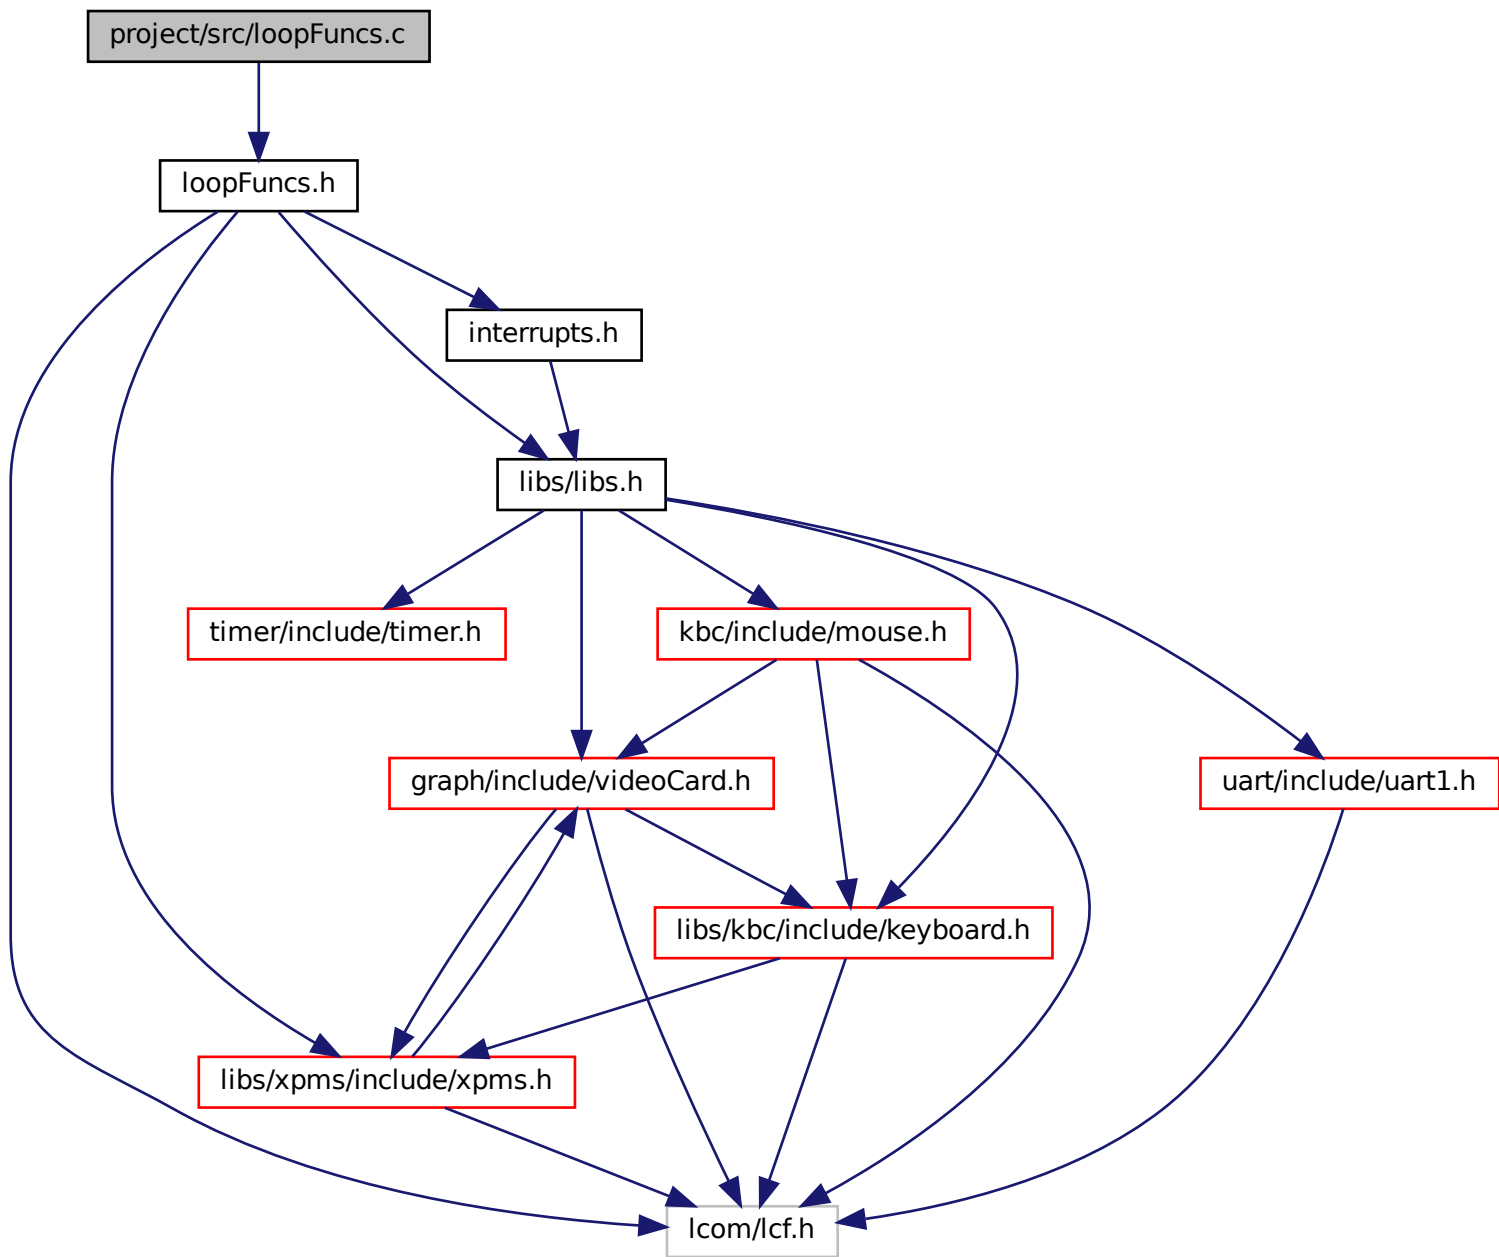 project/src/loopFuncs.c
loopFuncs.h
interrupts.h
libs/libs.h
timer/include/timer.h
kbc/include/mouse.h
graph/include/videoCard.h
uart/include/uart1.h
libs/kbc/include/keyboard.h
libs/xpms/include/xpms.h
lcom/lcf.h